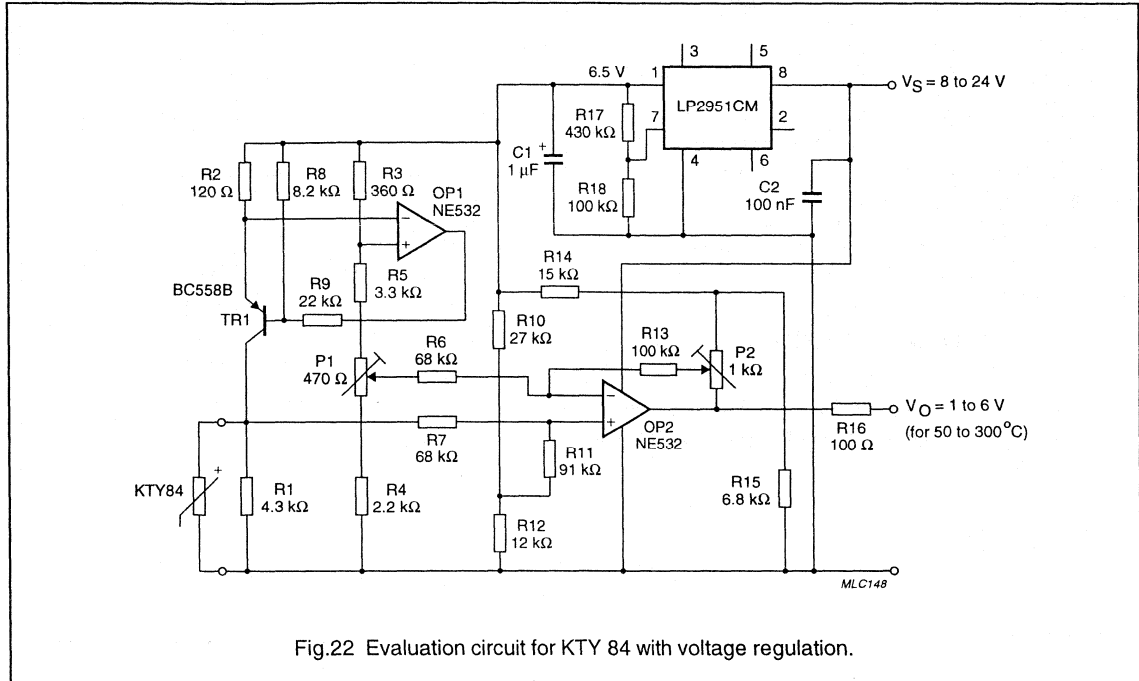 3
5
6.5 V
1
8
VS = 8 to 24 V
LP2951CM
R17
430 kΩ
7
2
C1
+
1 μF
4
6
R18
100 kΩ
C2
100 nF
R2
120 Ω
R8
8.2 kΩ
R3
360 Ω
OP1
NE532
−
+
R14
15 kΩ
BC558B
R9
22 kΩ
R5
3.3 kΩ
TR1
R10
27 kΩ
R13
100 kΩ
P2
1 kΩ
R6
68 kΩ
P1
470 Ω
−
+
VO = 1 to 6 V
(for 50 to 300 °C)
R16
100 Ω
OP2
NE532
R7
68 kΩ
R11
91 kΩ
+
KTY84
R1
4.3 kΩ
R4
2.2 kΩ
R12
12 kΩ
R15
6.8 kΩ
MLC148
Fig.22 Evaluation circuit for KTY 84 with voltage regulation.